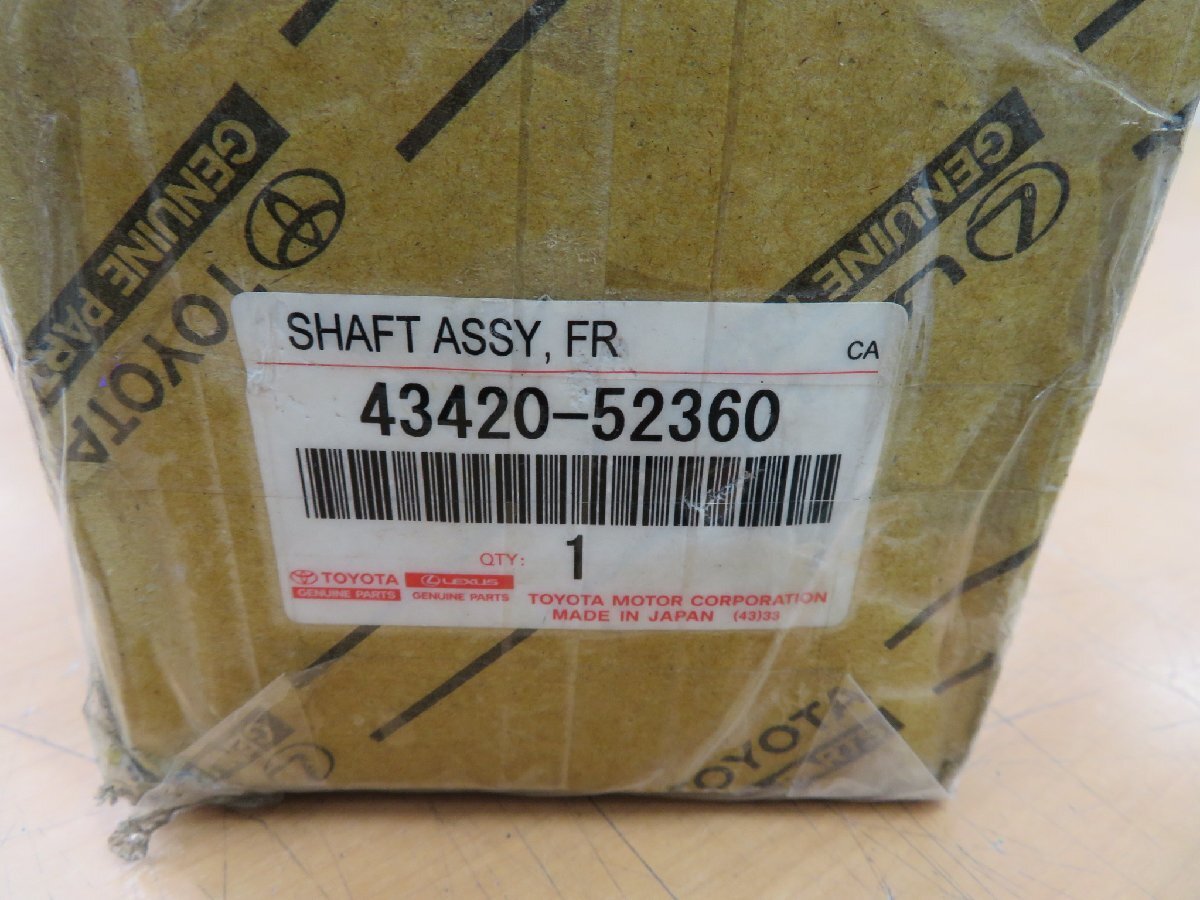 GENUINE PARTS
TOYOTA
GENUINE
SHAFT ASSY, FR
CA
43420-52360
QTY: 1
TOYOTA
GENUINE PARTS
LEXUS
GENUINE PARTS
TOYOTA MOTOR CORPORATION
MADE IN JAPAN (43)33
TOYOTA